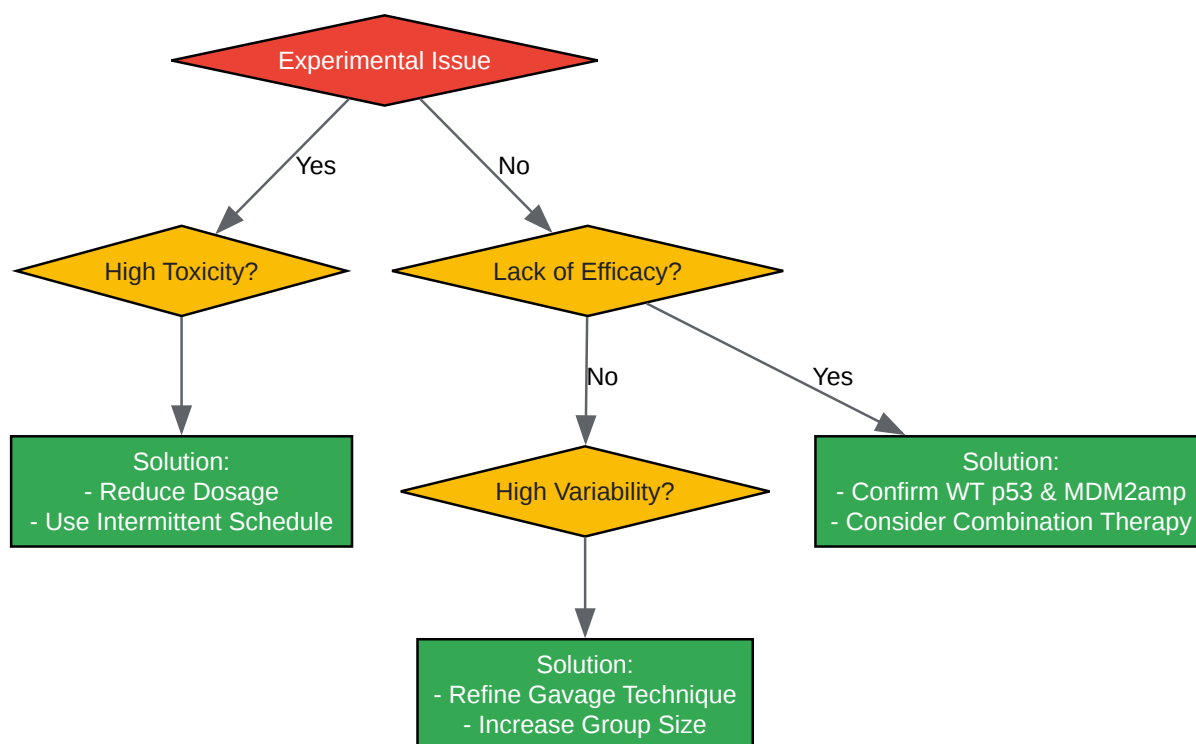 Experimental Issue
Yes
No
High Toxicity?
Lack of Efficacy?
No
Yes
Solution:
- Reduce Dosage
- Use Intermittent Schedule
High Variability?
Solution:
- Confirm WT p53 & MDM2amp
- Consider Combination Therapy
Solution:
- Refine Gavage Technique
- Increase Group Size